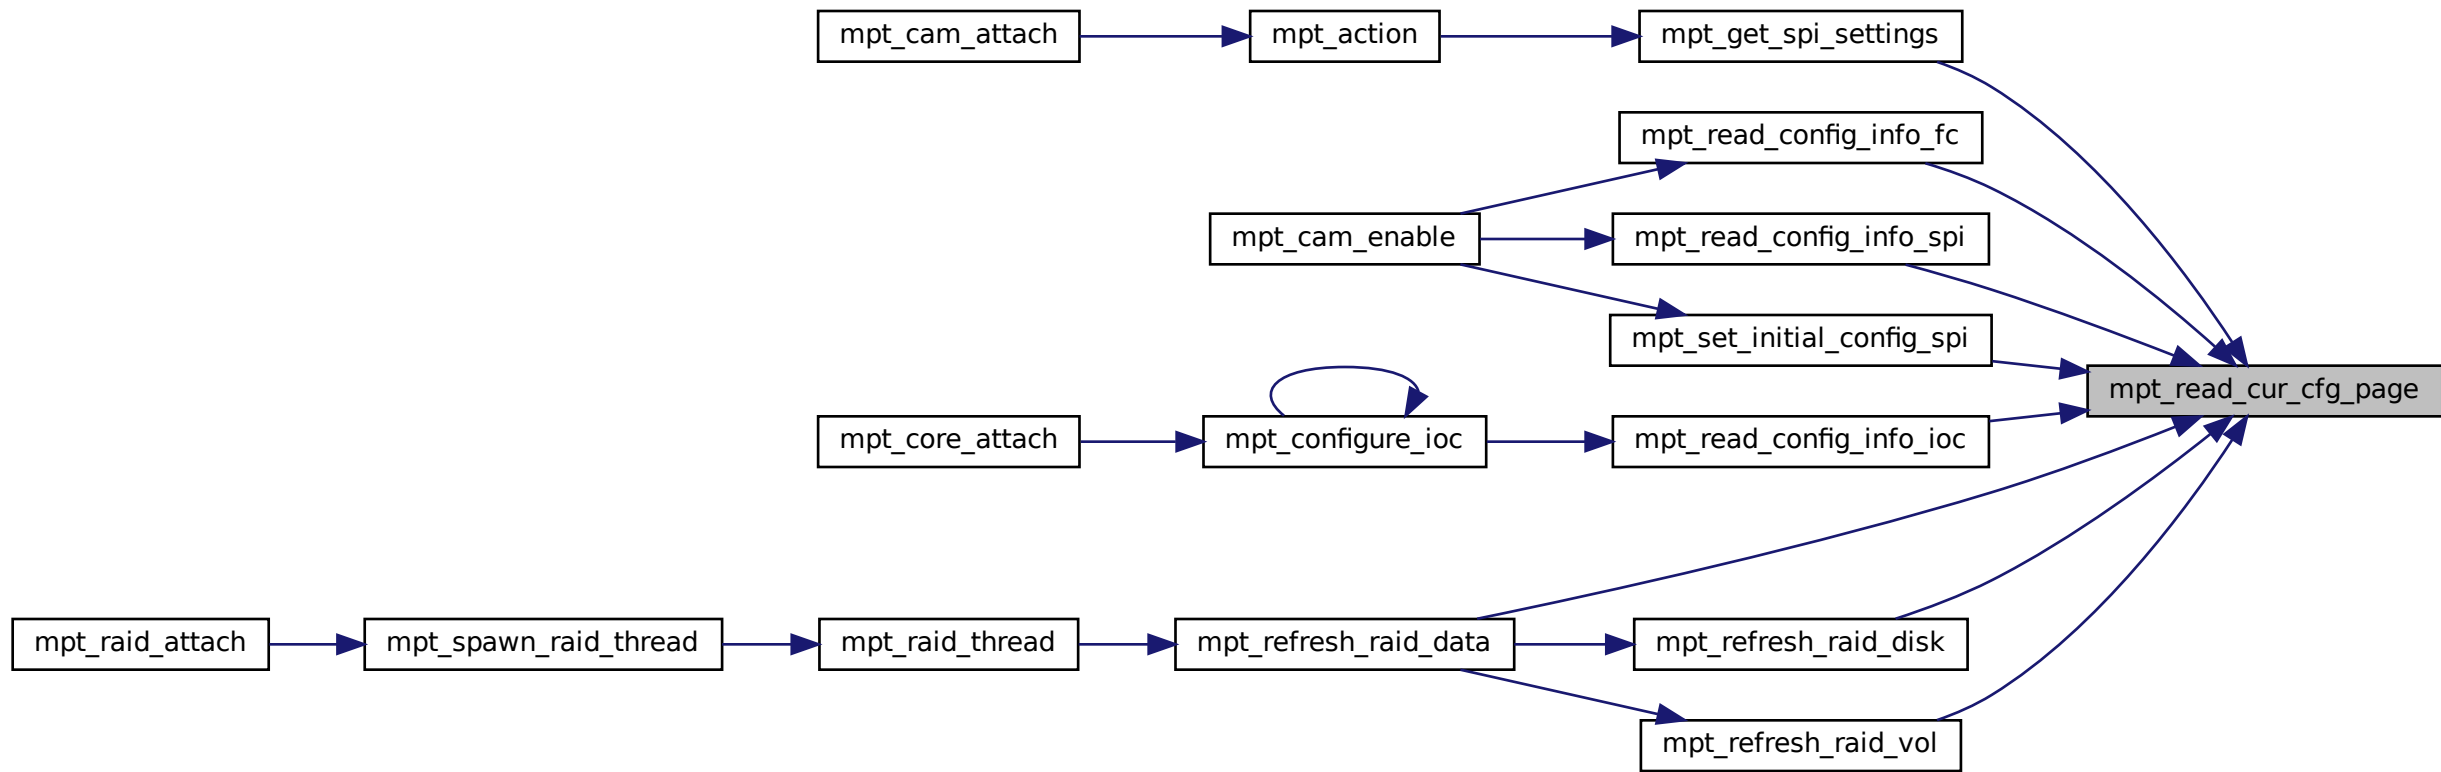 mpt_cam_attach
mpt_action
mpt_get_spi_settings
mpt_read_config_info_fc
mpt_cam_enable
mpt_read_config_info_spi
mpt_set_initial_config_spi
mpt_read_cur_cfg_page
mpt_core_attach
mpt_configure_ioc
mpt_read_config_info_ioc
mpt_raid_attach
mpt_spawn_raid_thread
mpt_raid_thread
mpt_refresh_raid_data
mpt_refresh_raid_disk
mpt_refresh_raid_vol